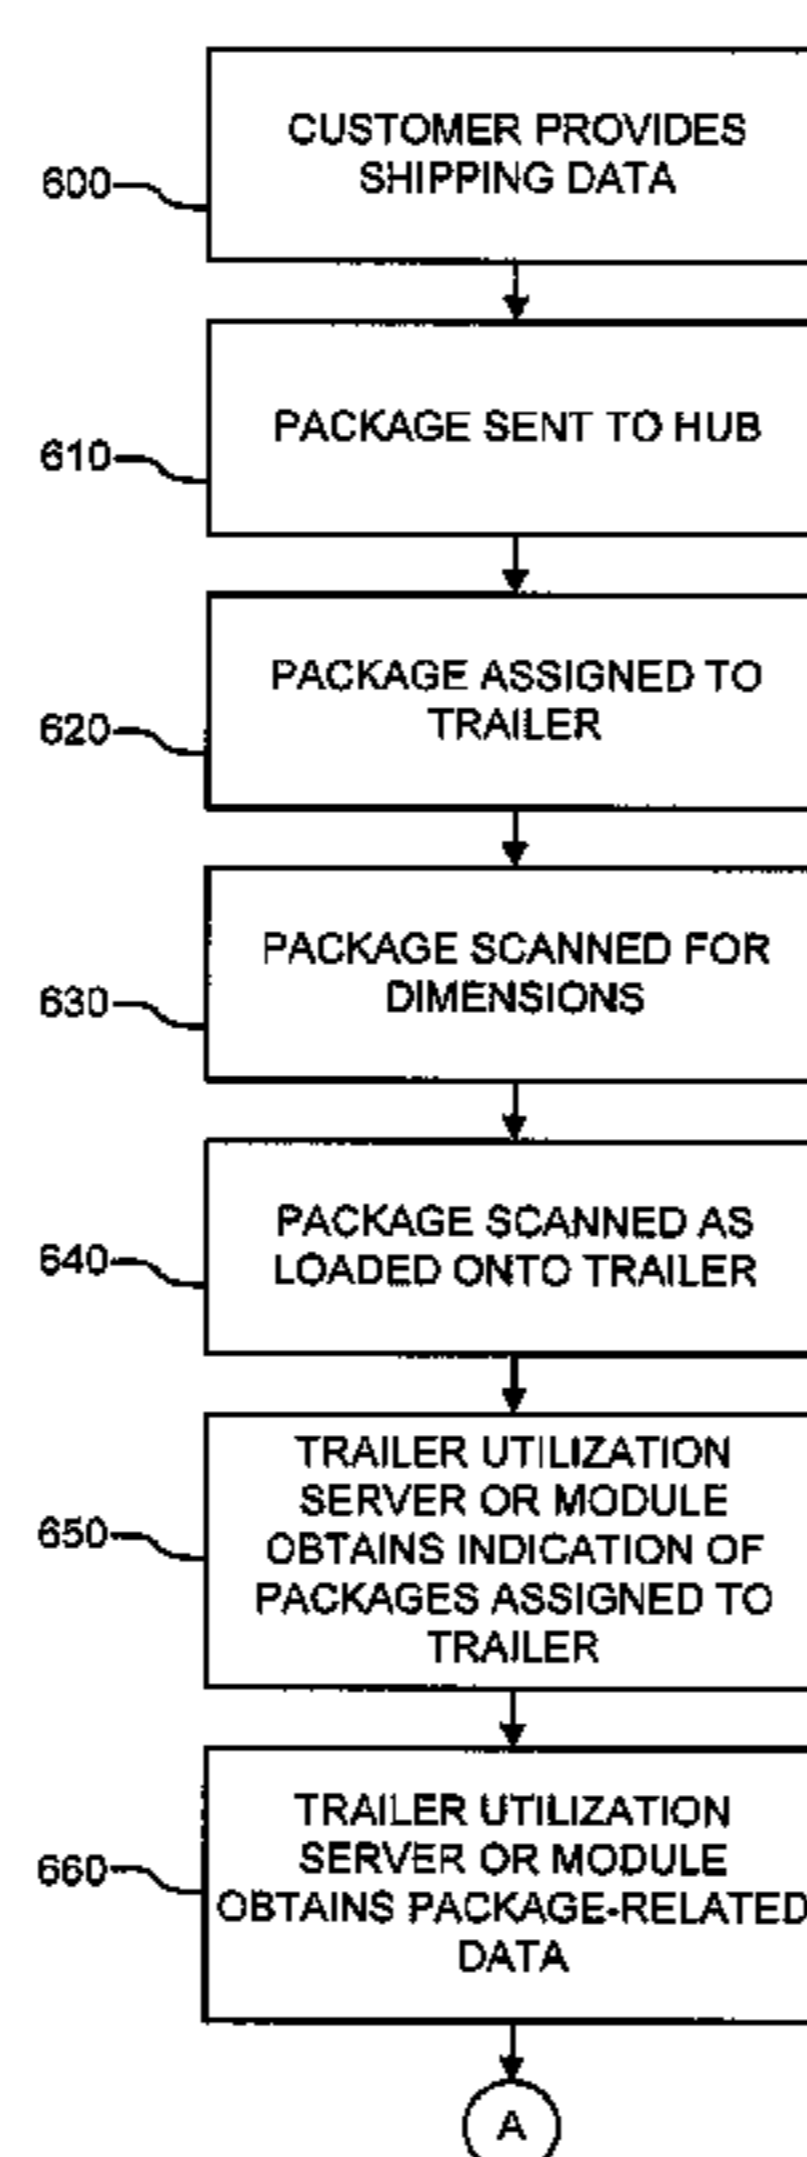 CUSTOMER PROVIDES
SHIPPING DATA
600
PACKAGE SENT TO HUB
610
PACKAGE ASSIGNED TO
TRAILER
620
PACKAGE SCANNED FOR
DIMENSIONS
630
PACKAGE SCANNED AS
LOADED ONTO TRAILER
640
TRAILER UTILIZATION
SERVER OR MODULE
OBTAINS INDICATION OF
PACKAGES ASSIGNED TO
TRAILER
650
TRAILER UTILIZATION
SERVER OR MODULE
OBTAINS PACKAGE-RELATED
DATA
660
A